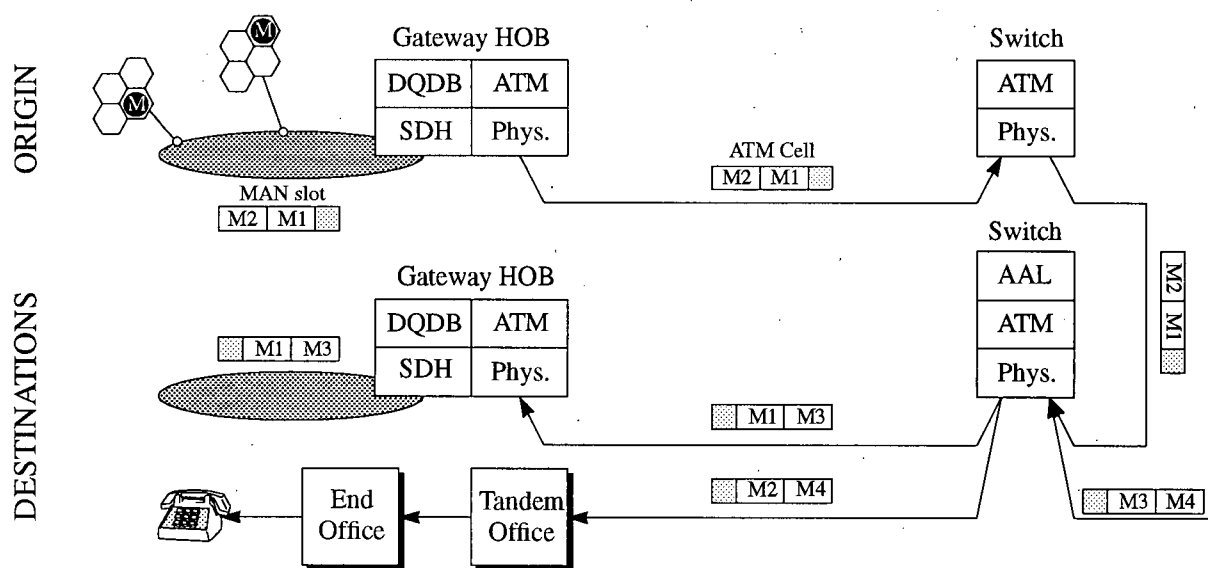 ORIGIN
M
M
Gateway HOB
DQDB ATM
SDH Phys.
MAN slot
M2 M1
ATM Cell
M2 M1
Switch
ATM
Phys.
M2 M1
DESTINATIONS
Gateway HOB
DQDB ATM
SDH Phys.
M1 M3
Switch
AAL
ATM
Phys.
M1 M3
M2 M4
M3 M4
End
Office
Tandem
Office